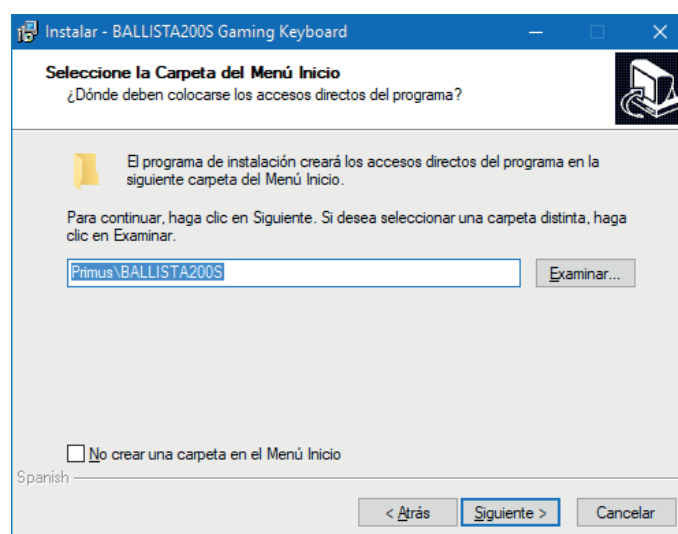 Instalar - BALLISTA200S Gaming Keyboard
Seleccione la Carpeta del Menú Inicio
¿Dónde deben colocarse los accesos directos del programa?
El programa de instalación creará los accesos directos del programa en la
siguiente carpeta del Menú Inicio.
Para continuar, haga clic en Siguiente. Si desea seleccionar una carpeta distinta, haga
clic en Examinar.
Primus\BALLISTA200S
Examinar...
No crear una carpeta en el Menú Inicio
Spanish
< Atrás
Siguiente >
Cancelar